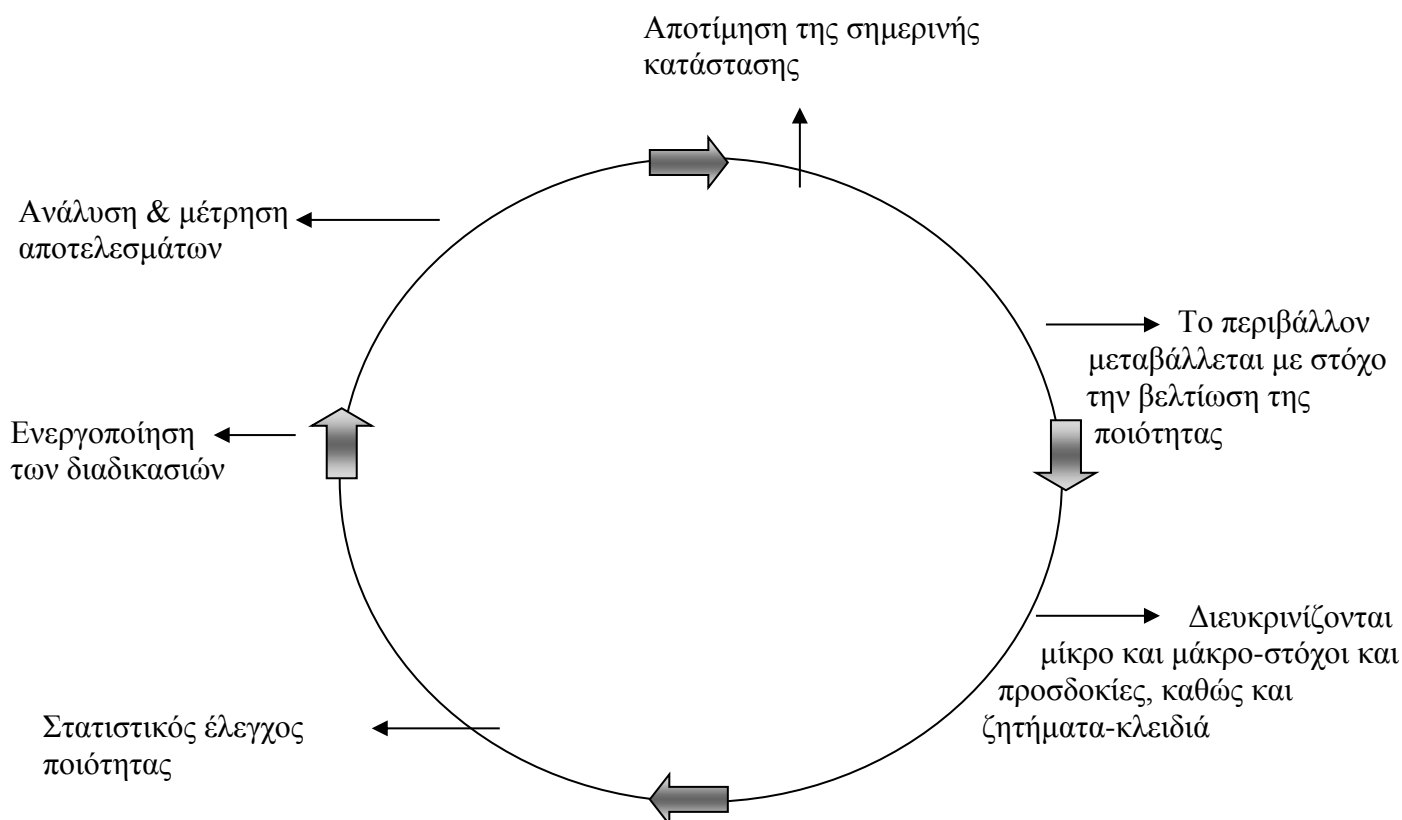 Αποτίμηση της σημερινής
κατάστασης
Το περιβάλλον
μεταβάλλεται με στόχο
την βελτίωση της
ποιότητας
Διευκρινίζονται
μίκρο και μάκρο-στόχοι και
προσδοκίες, καθώς και
ζητήματα-κλειδιά
Στατιστικός έλεγχος
ποιότητας
Ενεργοποίηση
των διαδικασιών
Ανάλυση & μέτρηση
αποτελεσμάτων